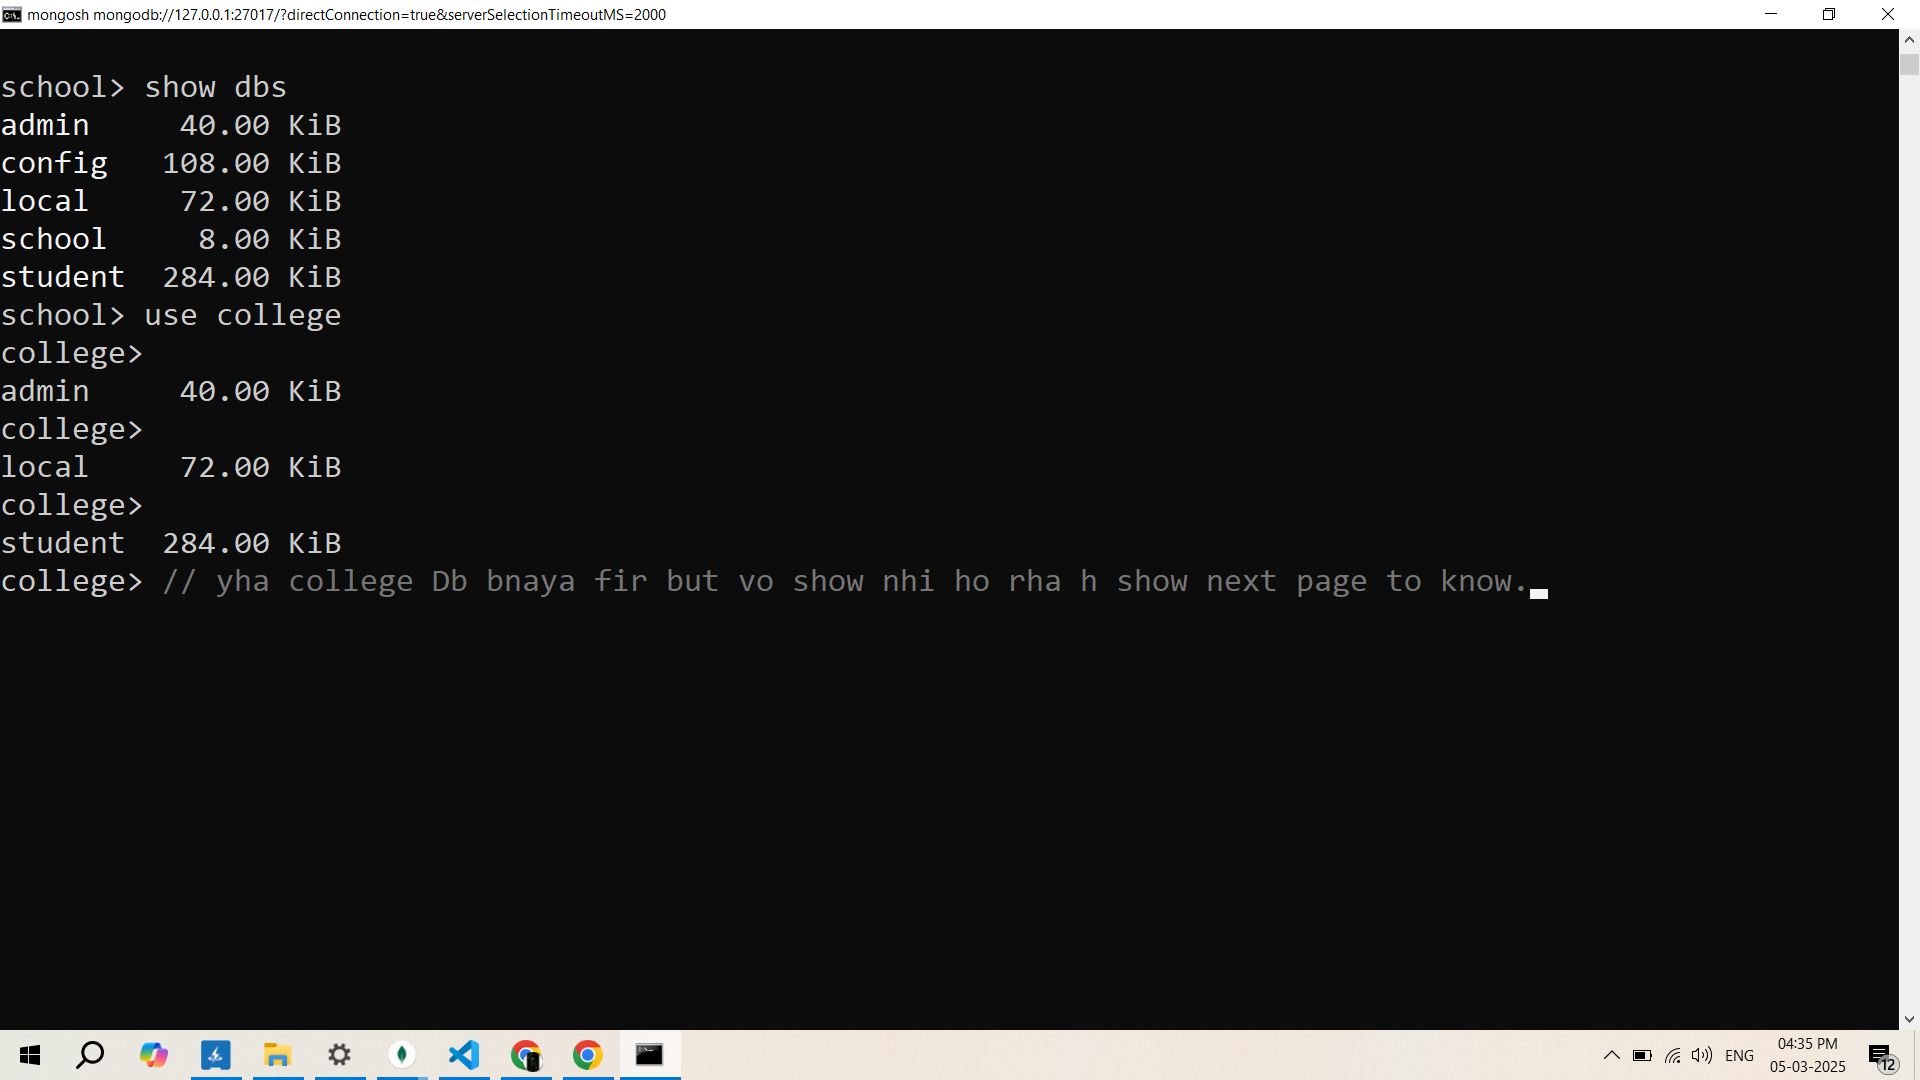 mongosh mongodb://127.0.0.1:27017/?directConnection=true&serverSelectionTimeoutMS=2000
school> show dbs
admin     40.00 KiB
config   108.00 KiB
local     72.00 KiB
school     8.00 KiB
student  284.00 KiB
school> use college
college>
admin     40.00 KiB
college>
local     72.00 KiB
college>
student  284.00 KiB
college> // yha college Db bnaya fir but vo show nhi ho rha h show next page to know.
ENG
04:35 PM
05-03-2025
12